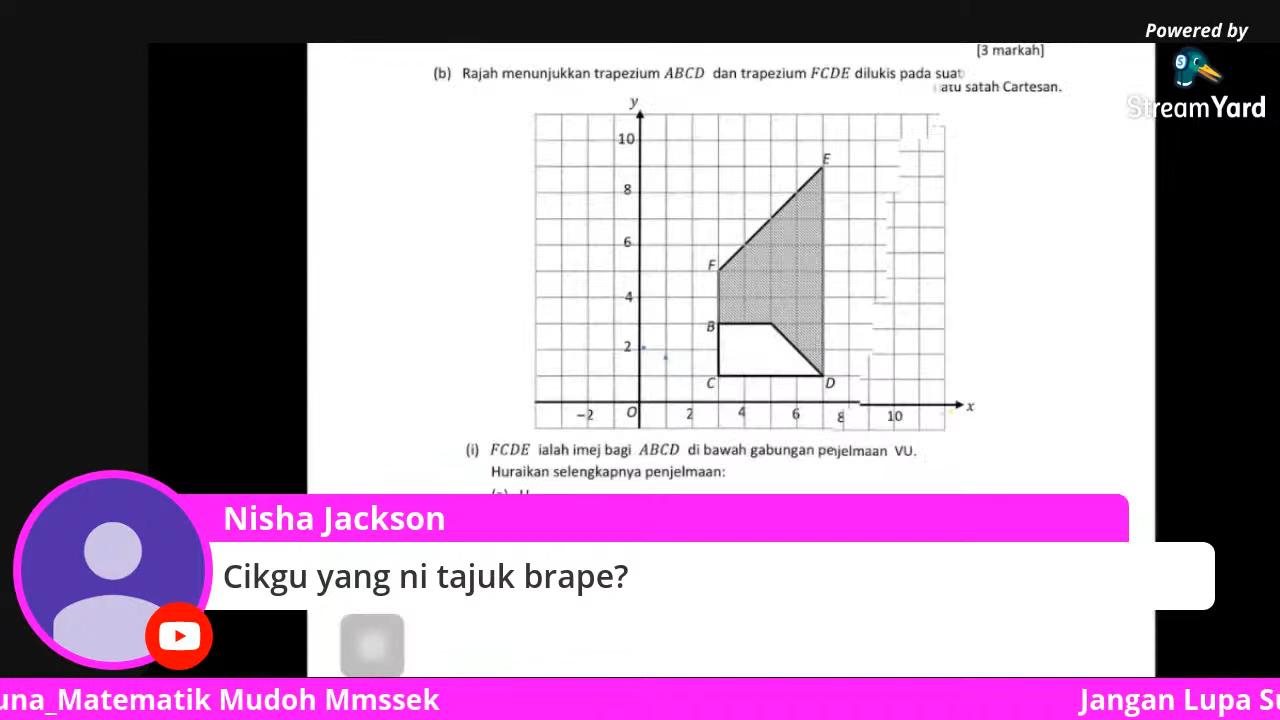 Powered by
StreamYard
[3 markah]
(b) Rajah menunjukkan trapezium ABCD dan trapezium FCDE dilukis pada suat
atu satah Cartesan.
y
10
E
8
6
F
4
B
2
C
D
−2
O
2
4
6
8
10
x
(i) FCDE ialah imej bagi ABCD di bawah gabungan penjelmaan VU.
Huraikan selengkapnya penjelmaan:
Nisha Jackson
Cikgu yang ni tajuk brape?
una_Matematik Mudoh Mmssek
Jangan Lupa Su